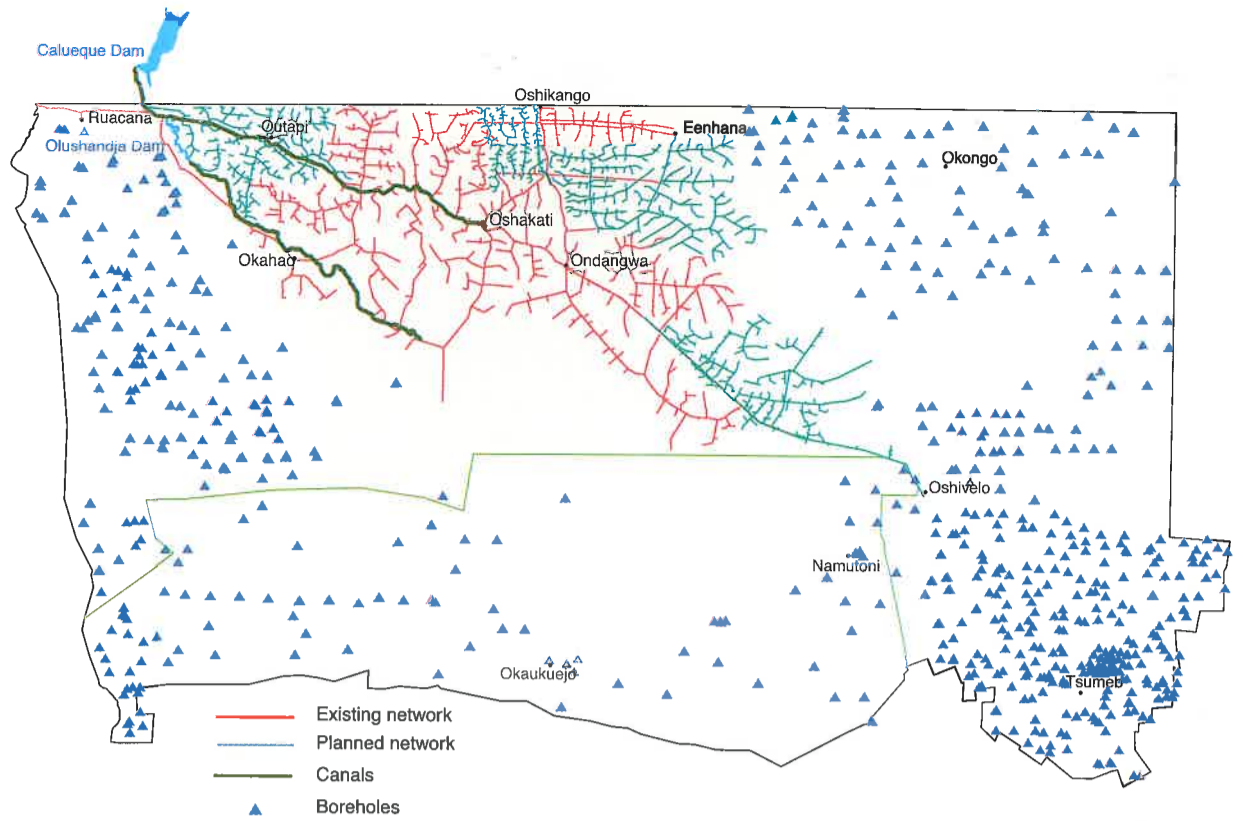 Calueque Dam
Oshikango
Ruacana
Outapi
Eenhana
Olushandja Dam
Okongo
Oshakati
Okahao
Ondangwa
Oshivelo
Namutoni
Okaukuejo
Tsumeb
Existing network
Planned network
Canals
Boreholes